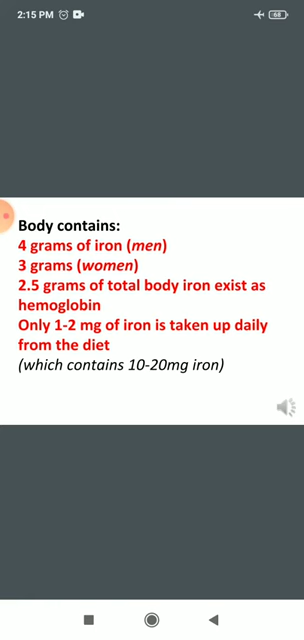 2:15 PM
68
Body contains:
4 grams of iron (men)
3 grams (women)
2.5 grams of total body iron exist as
hemoglobin
Only 1-2 mg of iron is taken up daily
from the diet
(which contains 10-20mg iron)